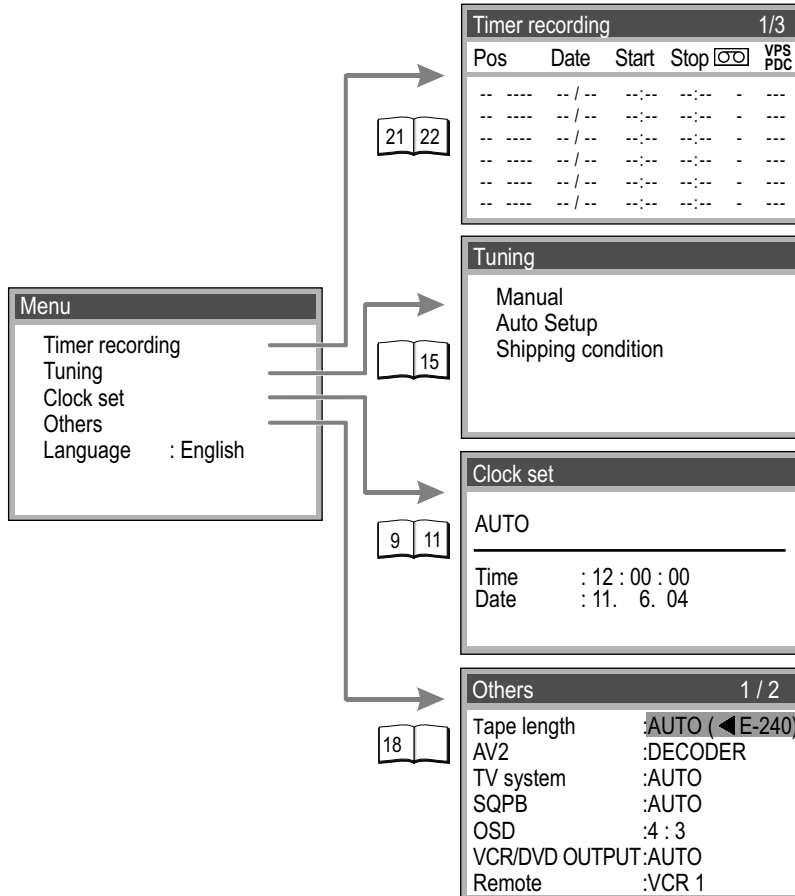 Timer recording 1/3
Pos Date Start Stop VPS PDC
-- ---- -- / -- --:-- --:-- - ---
-- ---- -- / -- --:-- --:-- - ---
-- ---- -- / -- --:-- --:-- - ---
-- ---- -- / -- --:-- --:-- - ---
-- ---- -- / -- --:-- --:-- - ---
-- ---- -- / -- --:-- --:-- - ---
21 22
Tuning
Manual
Auto Setup
Shipping condition
15
Menu
Timer recording
Tuning
Clock set
Others
Language : English
Clock set
AUTO
Time : 12 : 00 : 00
Date : 11. 6. 04
9 11
Others 1 / 2
Tape length :AUTO (◀E-240)
AV2 :DECODER
TV system :AUTO
SQPB :AUTO
OSD :4 : 3
VCR/DVD OUTPUT:AUTO
Remote :VCR 1
18